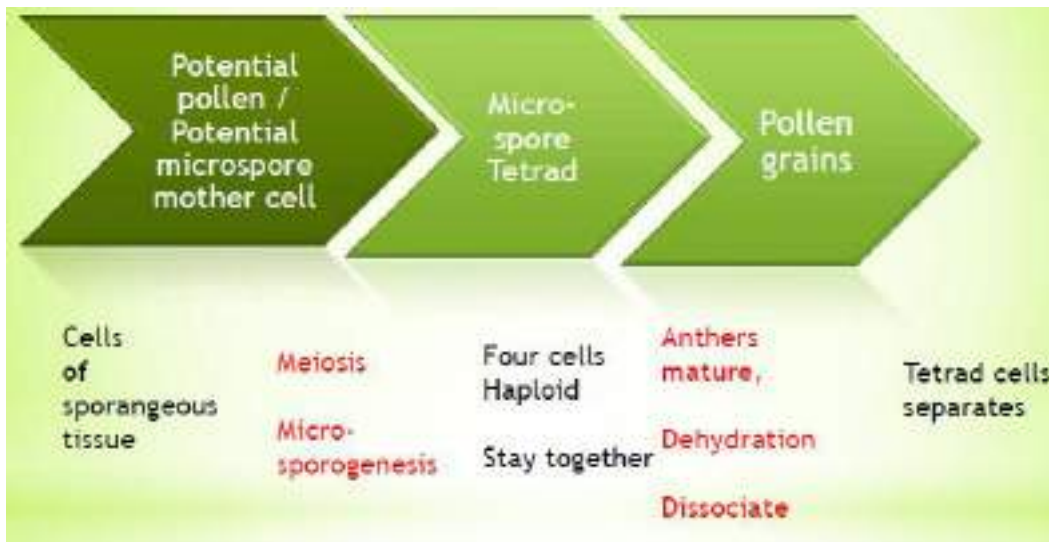 Potential
pollen /
Potential
microspore
mother cell
Micro-
spore
Tetrad
Pollen
grains
Cells
of
sporangeous
tissue
Meiosis
Micro-
sporogenesis
Four cells
Haploid
Stay together
Anthers
mature,
Dehydration
Dissociate
Tetrad cells
separates